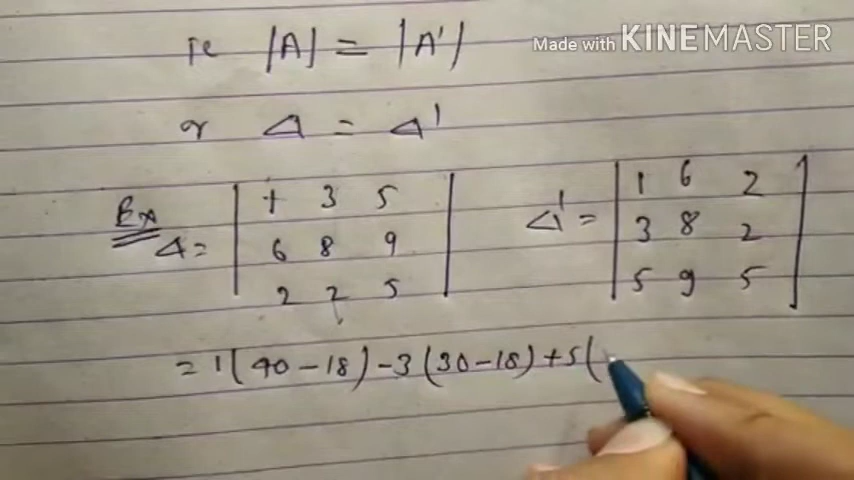 ie |A| = |A'|
Made with KINEMASTER
or Δ = Δ'
Ex Δ = | 1 3 5 | Δ' = | 1 6 2 |
6 8 9 3 8 2
2 2 5 5 9 5
= 1(40-18) -3(30-18) +5(